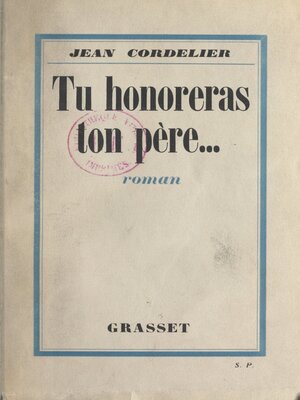 JEAN CORDELIER
Tu honoreras
ton père...
roman
GRASSET
S. P.